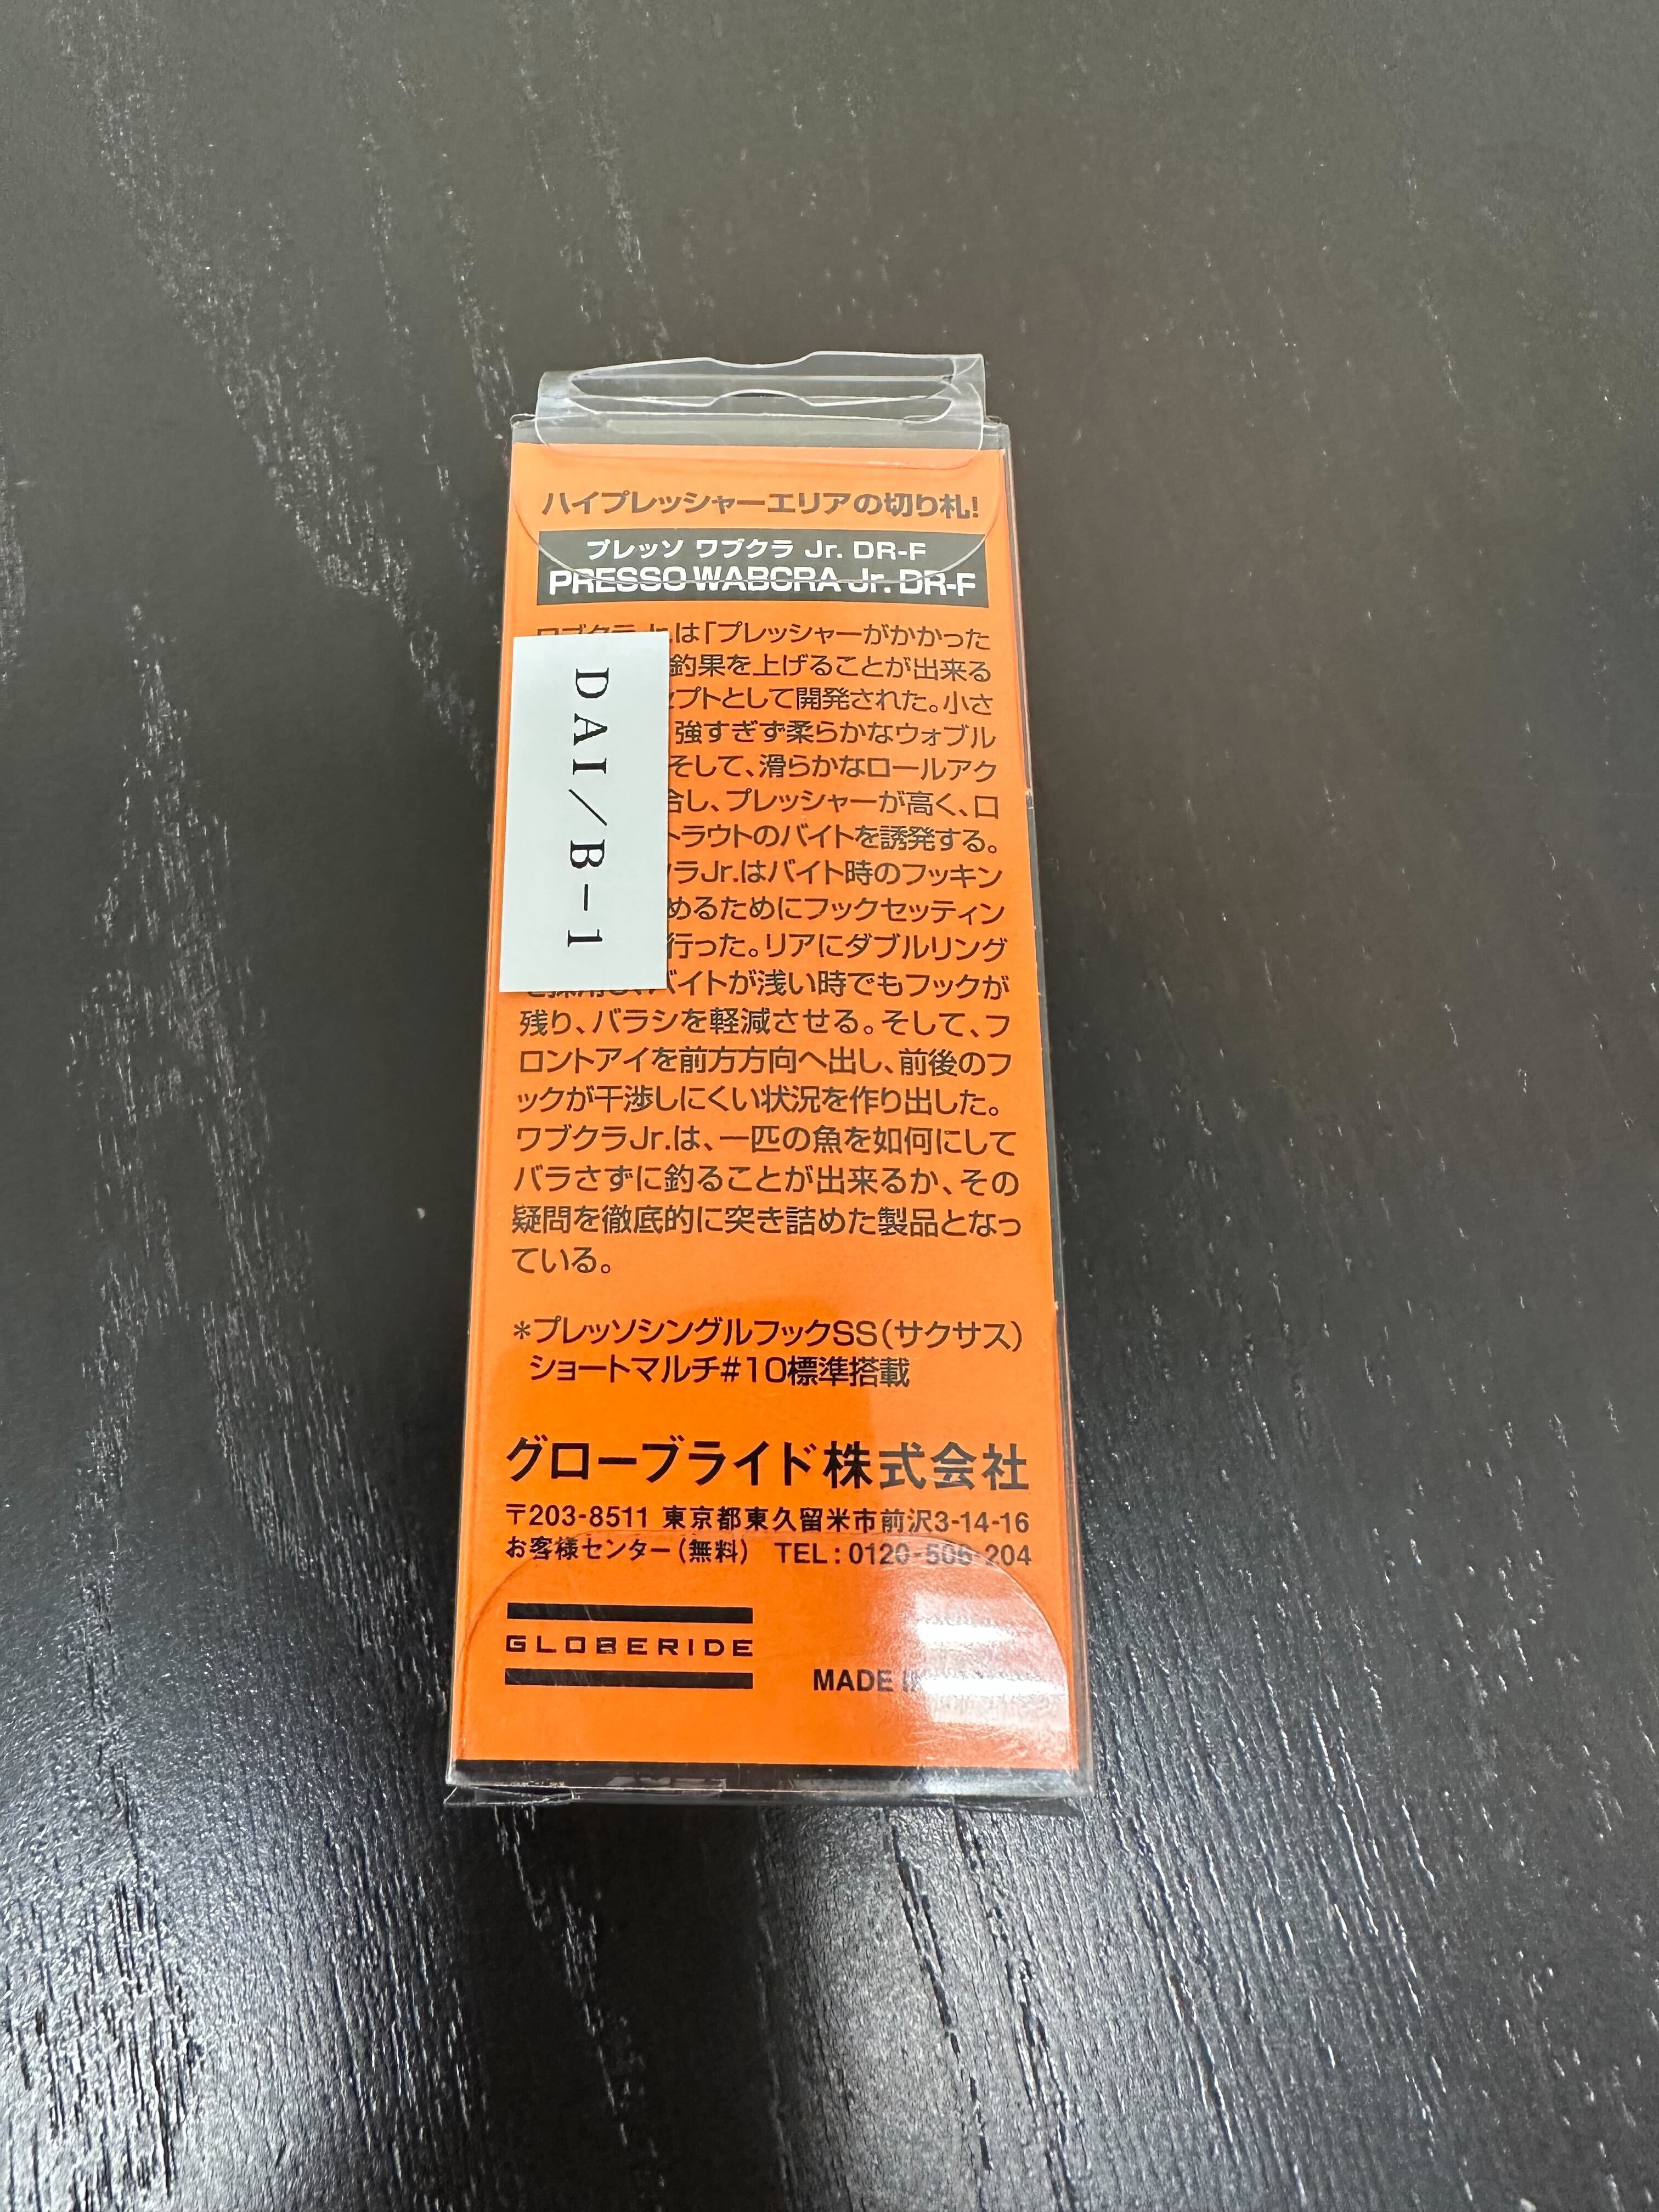 ハイプレッシャーエリアの切り札!
プレッソ ワブクラ Jr. DR-F
PRESSO WABCRA Jr. DR-F
ワブクラJr.は「プレッシャーがかかった
釣果を上げることが出来る
プトとして開発された。小さ
強すぎず柔らかなウォブル
そして、滑らかなロールアク
合し、プレッシャーが高く、口
トラウトのバイトを誘発する。
ラJr.はバイト時のフッキン
めるためにフックセッティン
行った。リアにダブルリング
バイトが浅い時でもフックが
残り、バラシを軽減させる。そして、フ
ロントアイを前方方向へ出し、前後のフ
ックが干渉しにくい状況を作り出した。
ワブクラJr.は、一匹の魚を如何にして
バラさずに釣ることが出来るか、その
疑問を徹底的に突き詰めた製品となっ
ている。
DAI/B-1
*プレッソシングルフックSS(サクサス)
ショートマルチ#10標準搭載
グローブライド株式会社
〒203-8511 東京都東久留米市前沢3-14-16
お客様センター(無料) TEL:0120-506-204
GLOBERIDE
MADE